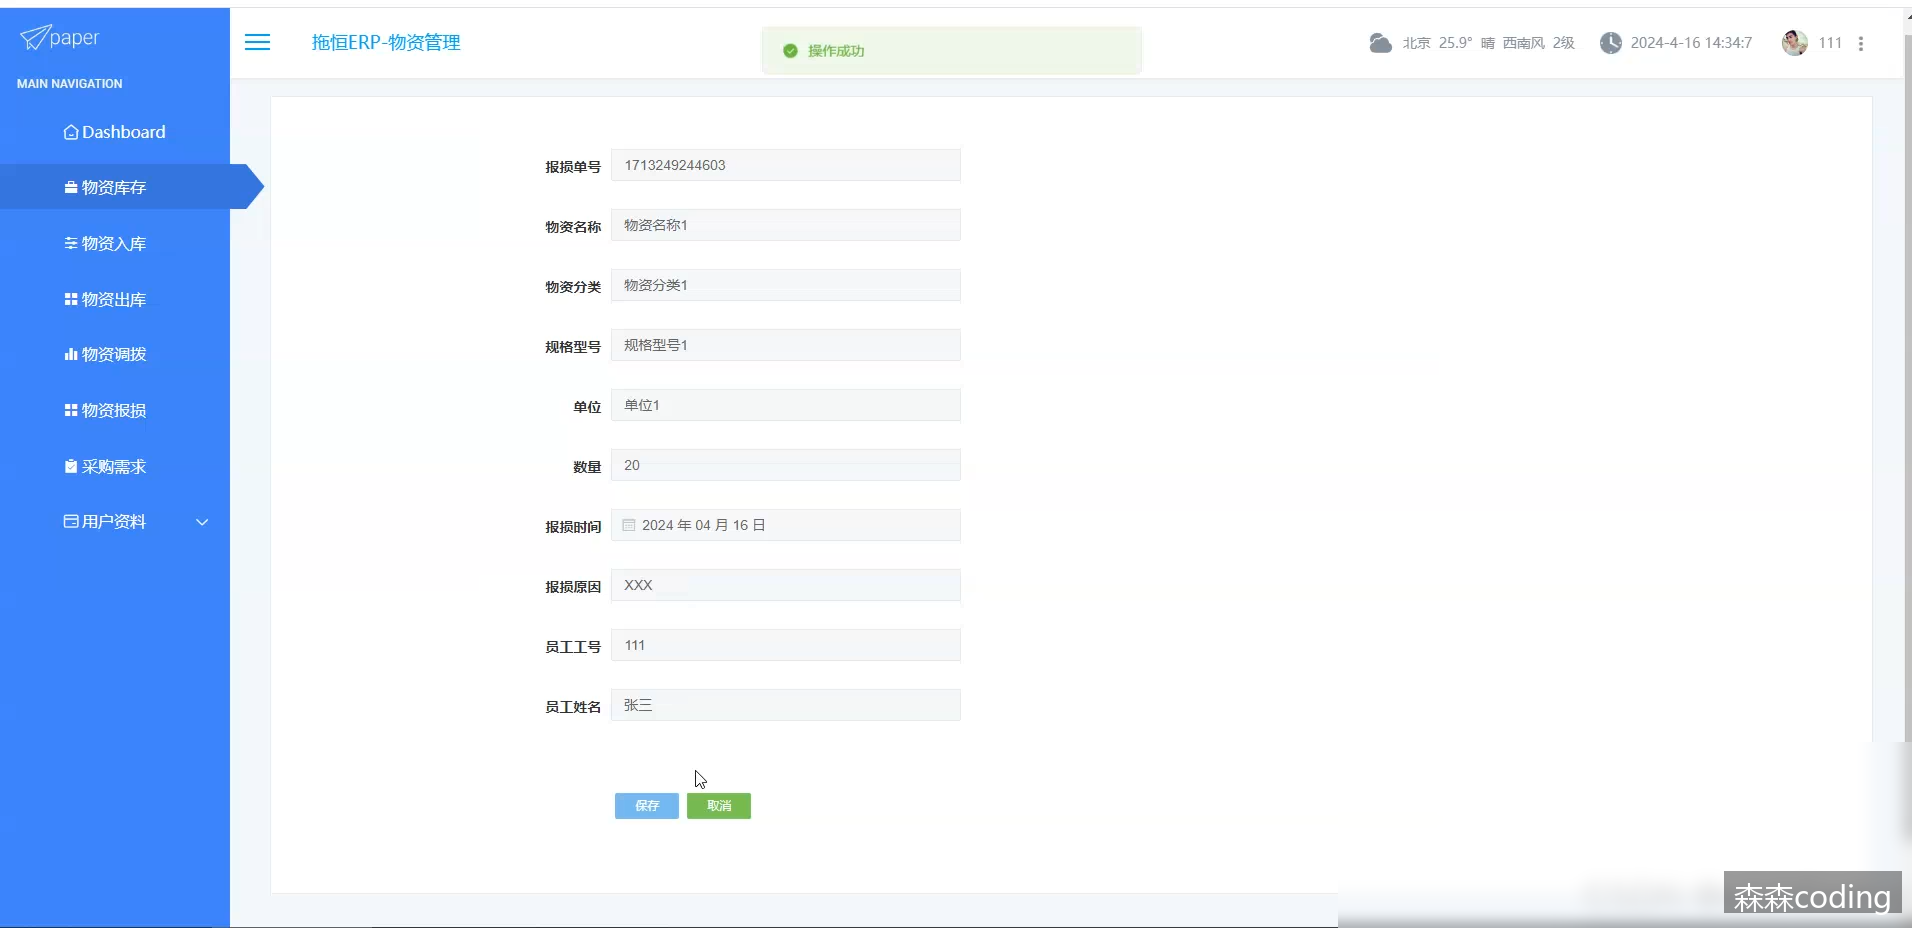 paper
MAIN NAVIGATION
Dashboard
物资库存
物资入库
物资出库
物资调拨
物资报损
采购需求
用户资料
拖恒ERP-物资管理
操作成功
北京 25.9° 晴 西南风 2级
2024-4-16 14:34:7
111
报损单号 1713249244603
物资名称 物资名称1
物资分类 物资分类1
规格型号 规格型号1
单位 单位1
数量 20
报损时间 2024 年 04 月 16 日
报损原因 XXX
员工工号 111
员工姓名 张三
保存 取消
森森coding